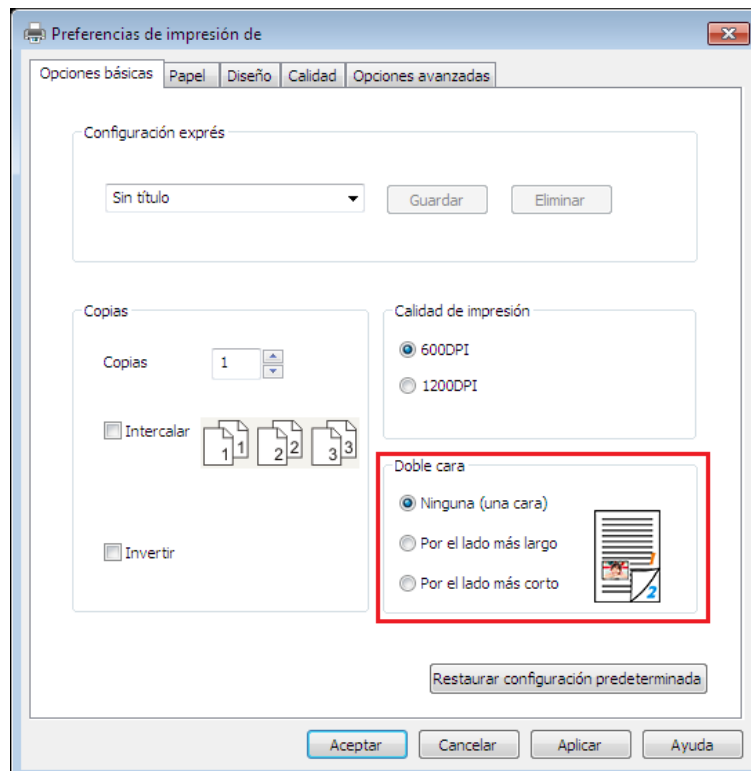 Preferencias de impresión de
Opciones básicas Papel Diseño Calidad Opciones avanzadas
Configuración exprés
Sin título Guardar Eliminar
Copias
Copias 1
Intercalar 1 1 2 2 3 3
Invertir
Calidad de impresión
600DPI
1200DPI
Doble cara
Ninguna (una cara)
Por el lado más largo
Por el lado más corto
1
2
Restaurar configuración predeterminada
Aceptar Cancelar Aplicar Ayuda